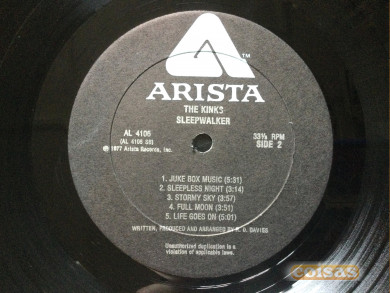 ARISTA
THE KINKS
SLEEPWALKER
AL 4106
(AL 4106 SB)
℗1977 Arista Records, Inc.
33⅓ RPM
SIDE 2
1. JUKE BOX MUSIC (5:31)
2. SLEEPLESS NIGHT (3:14)
3. STORMY SKY (3:57)
4. FULL MOON (3:51)
5. LIFE GOES ON (5:01)
WRITTEN, PRODUCED AND ARRANGED BY R. D. DAVIES
Unauthorized duplication is a
violation of applicable laws.
coisas